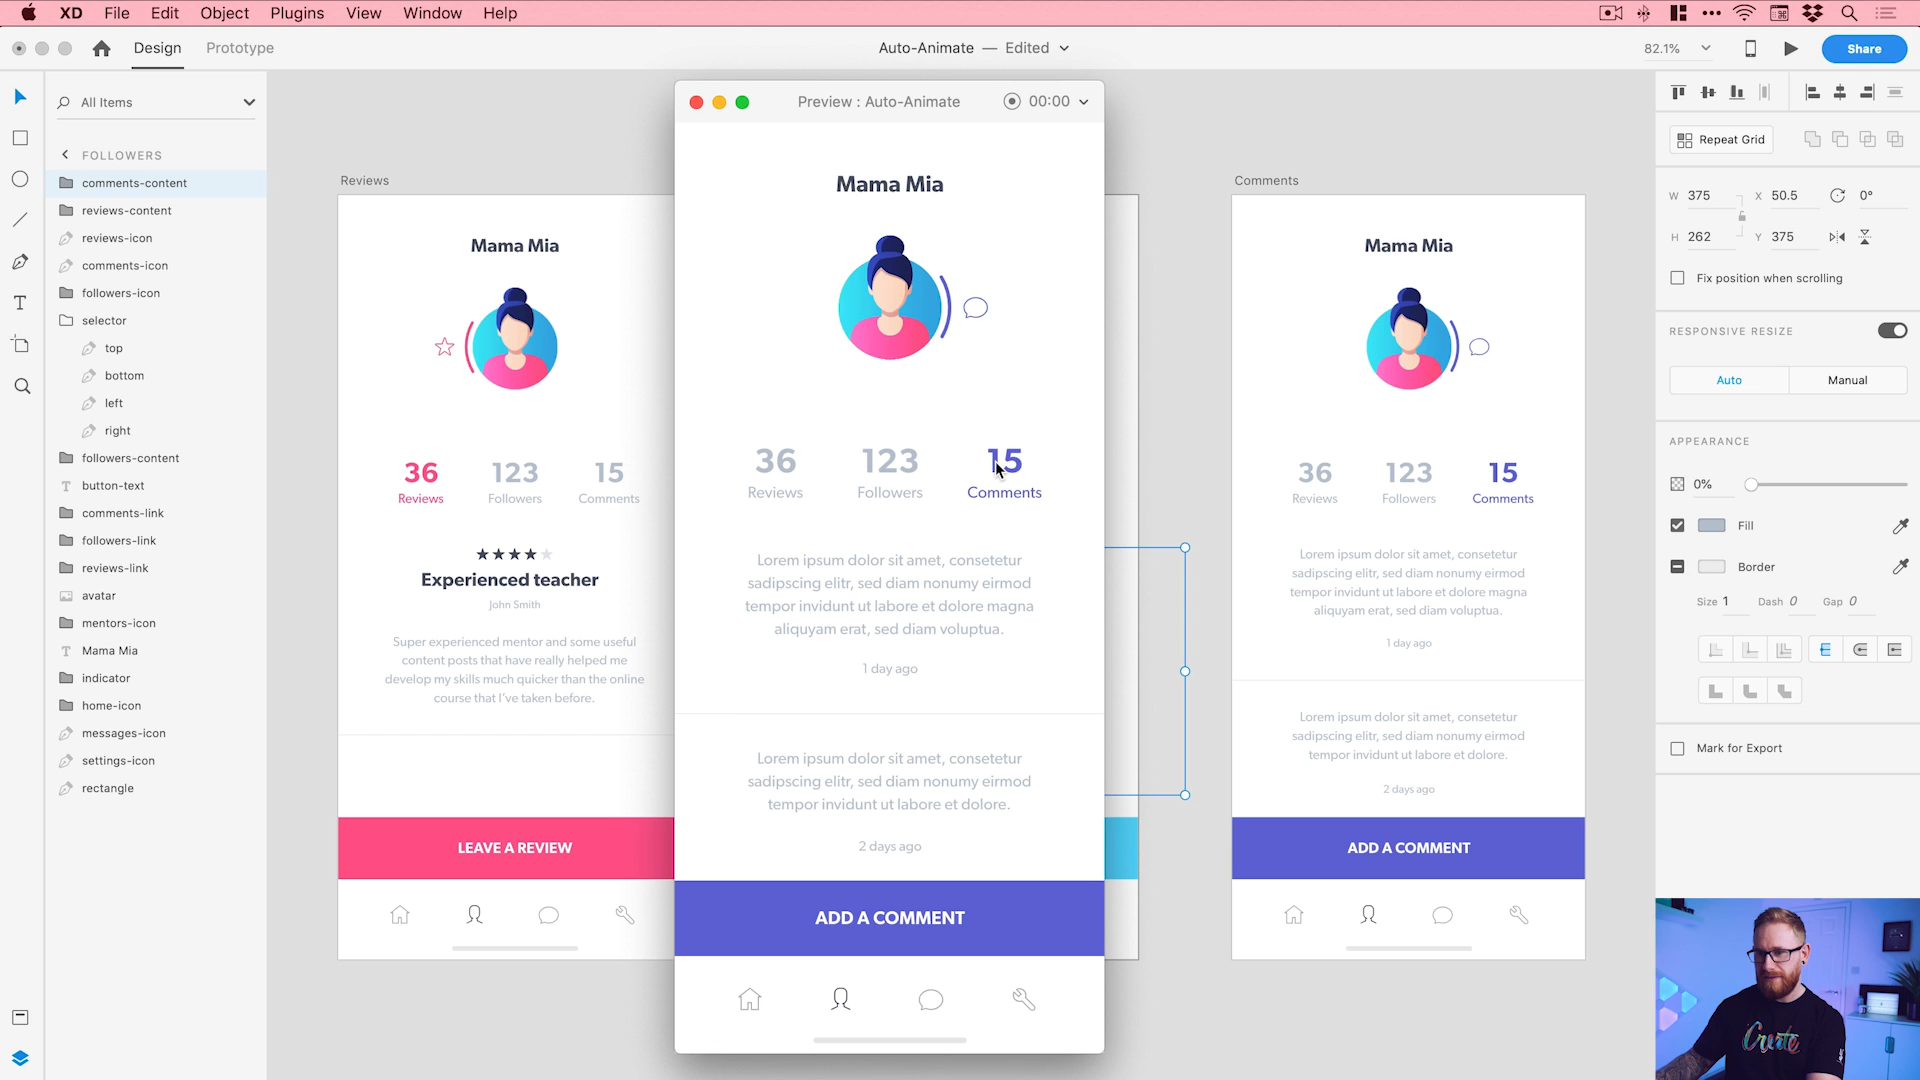 XD File Edit Object Plugins View Window Help
Design Prototype
Auto-Animate — Edited
82.1%
Share
All Items
FOLLOWERS
comments-content
reviews-content
reviews-icon
comments-icon
followers-icon
selector
top
bottom
left
right
followers-content
button-text
comments-link
followers-link
reviews-link
avatar
mentors-icon
Mama Mia
indicator
home-icon
messages-icon
settings-icon
rectangle
Reviews
Mama Mia
36 123 15
Reviews Followers Comments
Experienced teacher
John Smith
Super experienced mentor and some useful
content posts that have really helped me
develop my skills much quicker than the online
course that I've taken before.
LEAVE A REVIEW
Preview : Auto-Animate 00:00
Mama Mia
36 123 15
Reviews Followers Comments
Lorem ipsum dolor sit amet, consetetur
sadipscing elitr, sed diam nonumy eirmod
tempor invidunt ut labore et dolore magna
aliquyam erat, sed diam voluptua.
1 day ago
Lorem ipsum dolor sit amet, consetetur
sadipscing elitr, sed diam nonumy eirmod
tempor invidunt ut labore et dolore.
2 days ago
ADD A COMMENT
Comments
Mama Mia
36 123 15
Reviews Followers Comments
Lorem ipsum dolor sit amet, consetetur
sadipscing elitr, sed diam nonumy eirmod
tempor invidunt ut labore et dolore magna
aliquyam erat, sed diam voluptua.
1 day ago
Lorem ipsum dolor sit amet, consetetur
sadipscing elitr, sed diam nonumy eirmod
tempor invidunt ut labore et dolore.
2 days ago
ADD A COMMENT
Repeat Grid
W 375 X 50.5 0°
H 262 Y 375
Fix position when scrolling
RESPONSIVE RESIZE
Auto Manual
APPEARANCE
0%
Fill
Border
Size 1 Dash 0 Gap 0
Mark for Export
Create